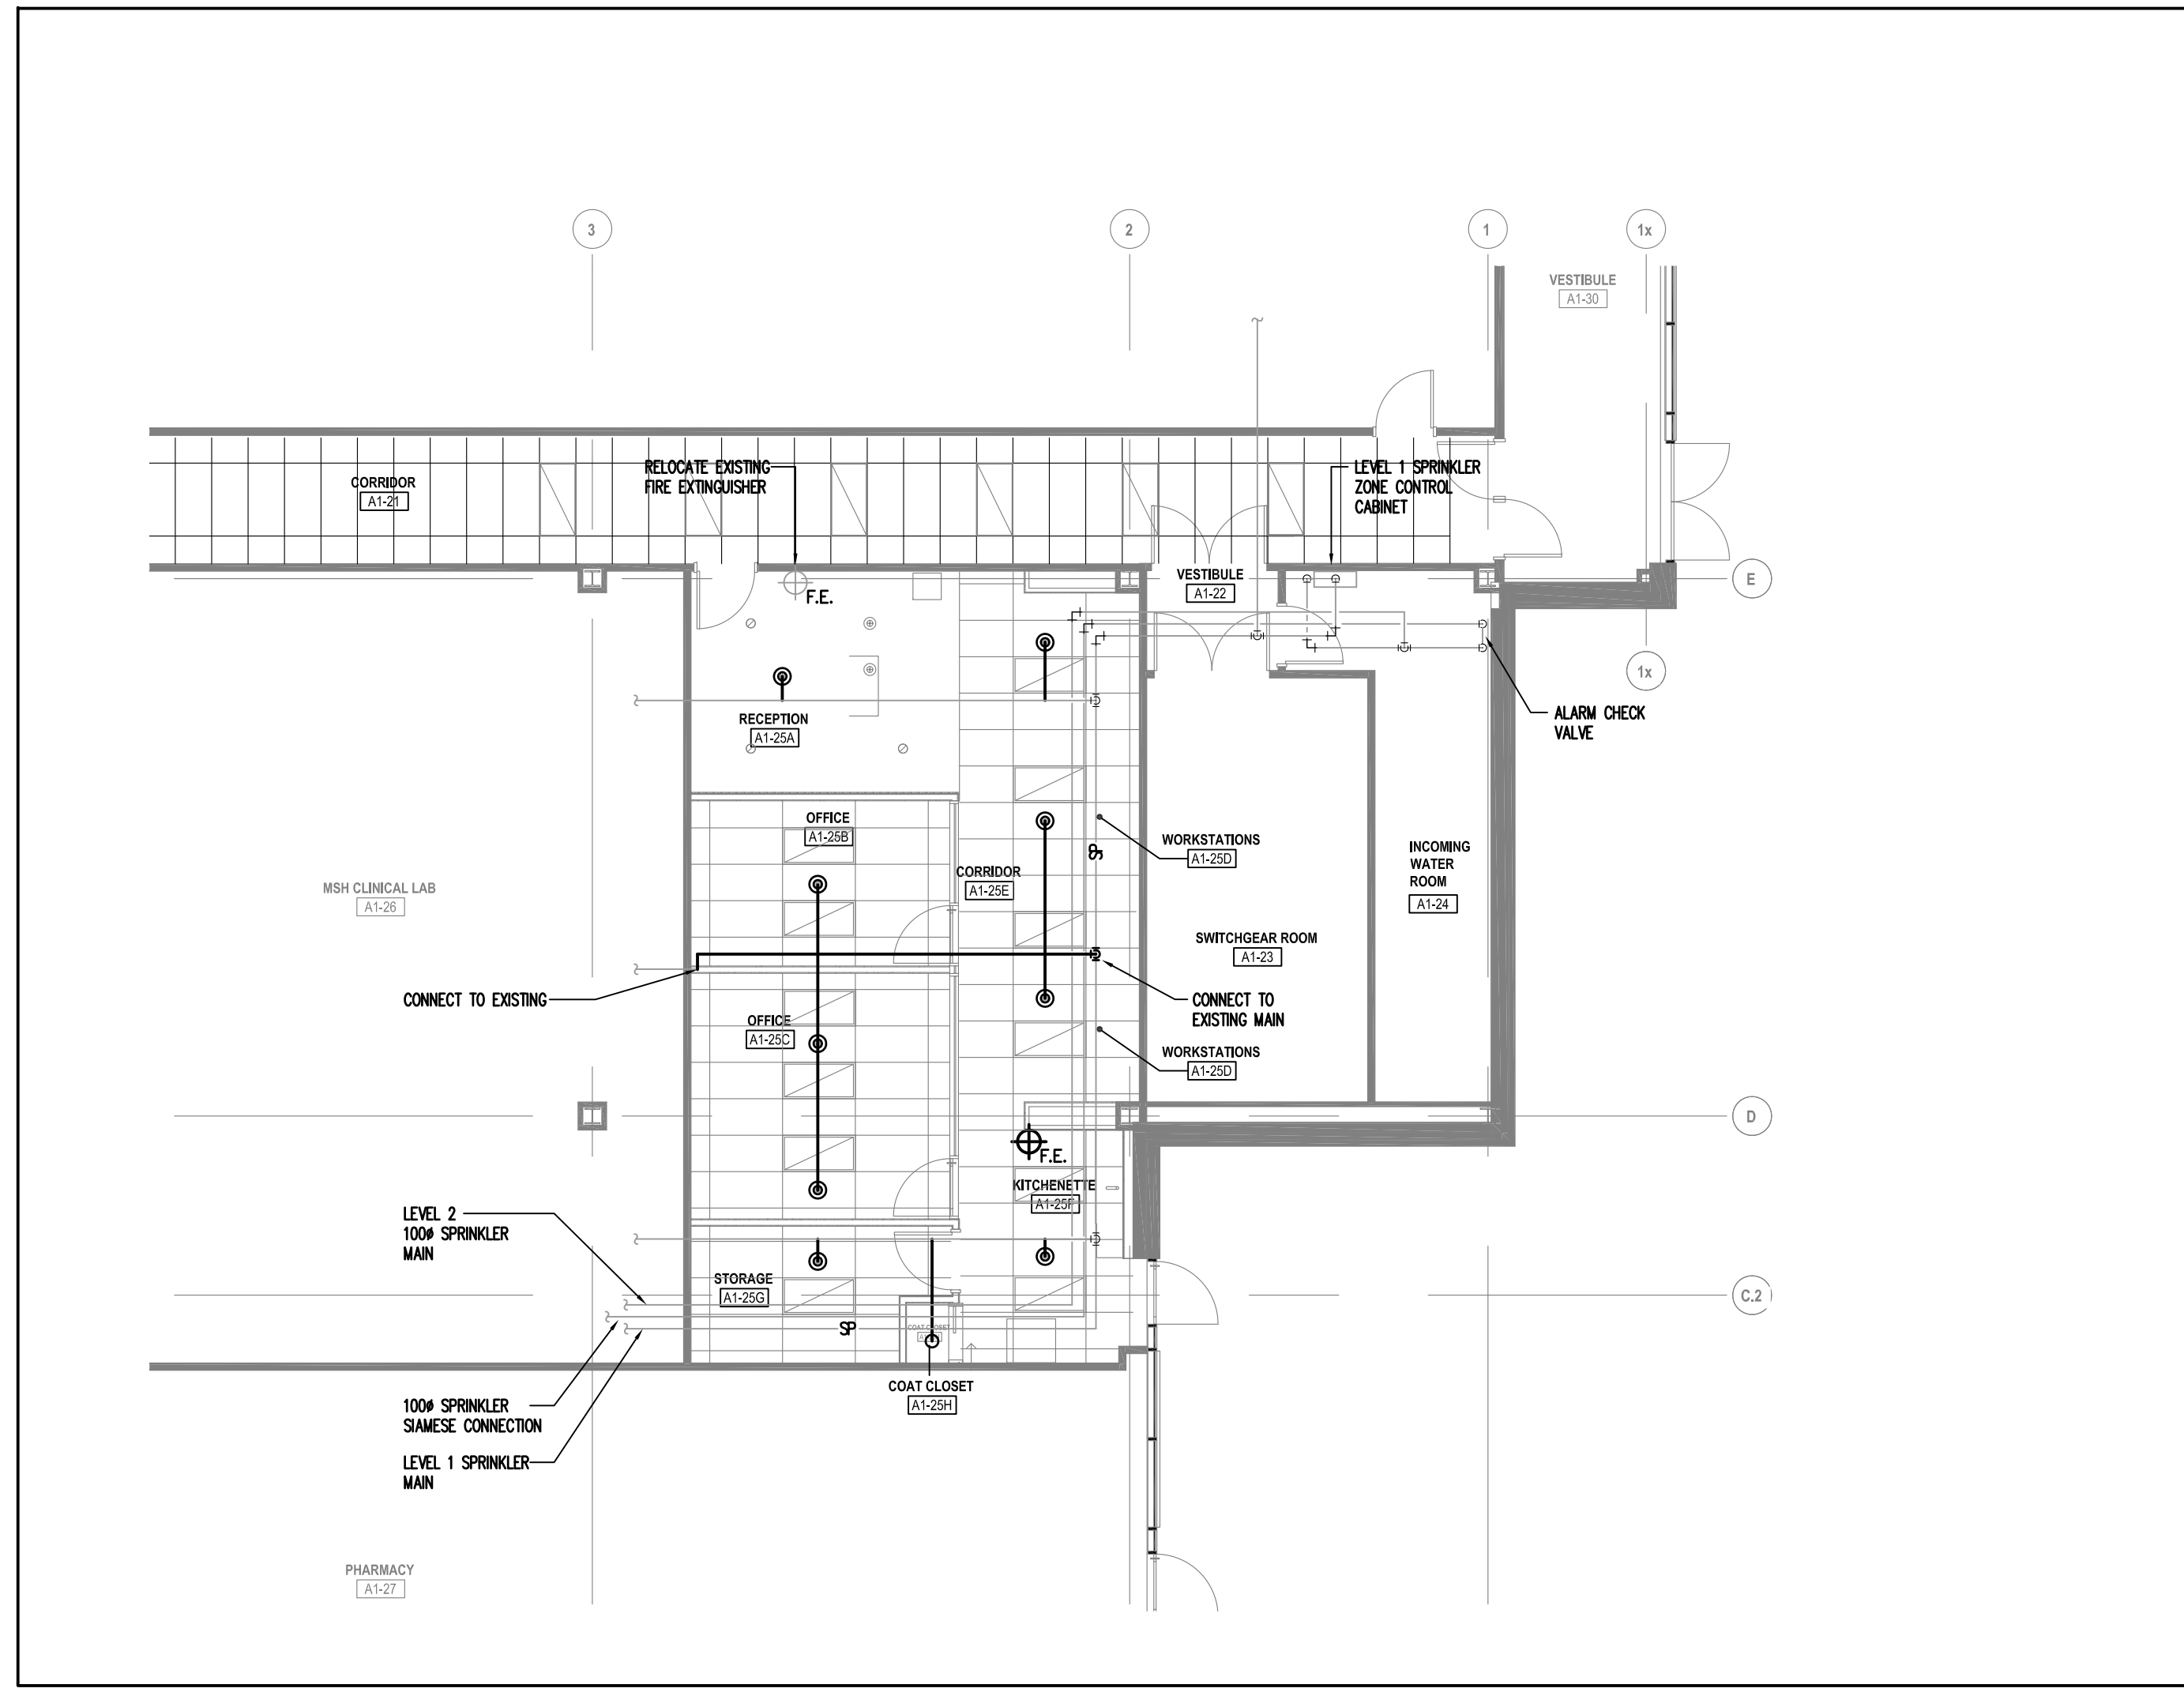 3
2
1
1x
VESTIBULE
A1-30
CORRIDOR
A1-21
RELOCATE EXISTING
FIRE EXTINGUISHER
LEVEL 1 SPRINKLER
ZONE CONTROL
CABINET
VESTIBULE
A1-22
E
F.E.
1x
RECEPTION
A1-25A
ALARM CHECK
VALVE
OFFICE
A1-25B
WORKSTATIONS
A1-25D
SP
CORRIDOR
A1-25E
INCOMING
WATER
ROOM
A1-24
MSH CLINICAL LAB
A1-26
SWITCHGEAR ROOM
A1-23
CONNECT TO EXISTING
CONNECT TO
EXISTING MAIN
OFFICE
A1-25C
WORKSTATIONS
A1-25D
D
F.E.
KITCHENETTE
A1-25F
LEVEL 2
100ø SPRINKLER
MAIN
STORAGE
A1-25G
C.2
SP
COAT CLOSET
COAT CLOSET
A1-25H
100ø SPRINKLER
SIAMESE CONNECTION
LEVEL 1 SPRINKLER
MAIN
PHARMACY
A1-27